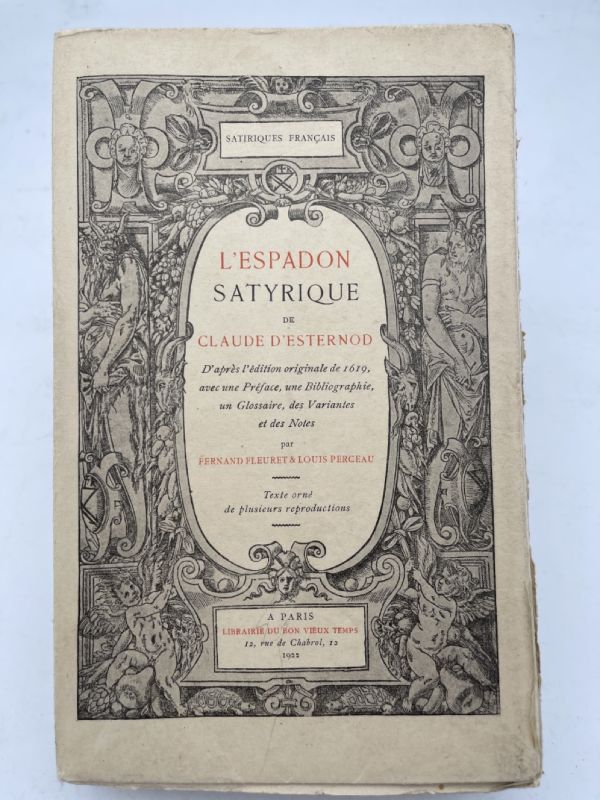 SATIRIQUES FRANÇAIS
L'ESPADON
SATYRIQUE
DE
CLAUDE D'ESTERNOD
D'après l'édition originale de 1619,
avec une Préface, une Bibliographie,
un Glossaire, des Variantes
et des Notes
par
FERNAND FLEURET & LOUIS PERCEAU
Texte orné
de plusieurs reproductions
A PARIS
LIBRAIRIE DU BON VIEUX TEMPS
12, rue de Chabrol, 12
1922